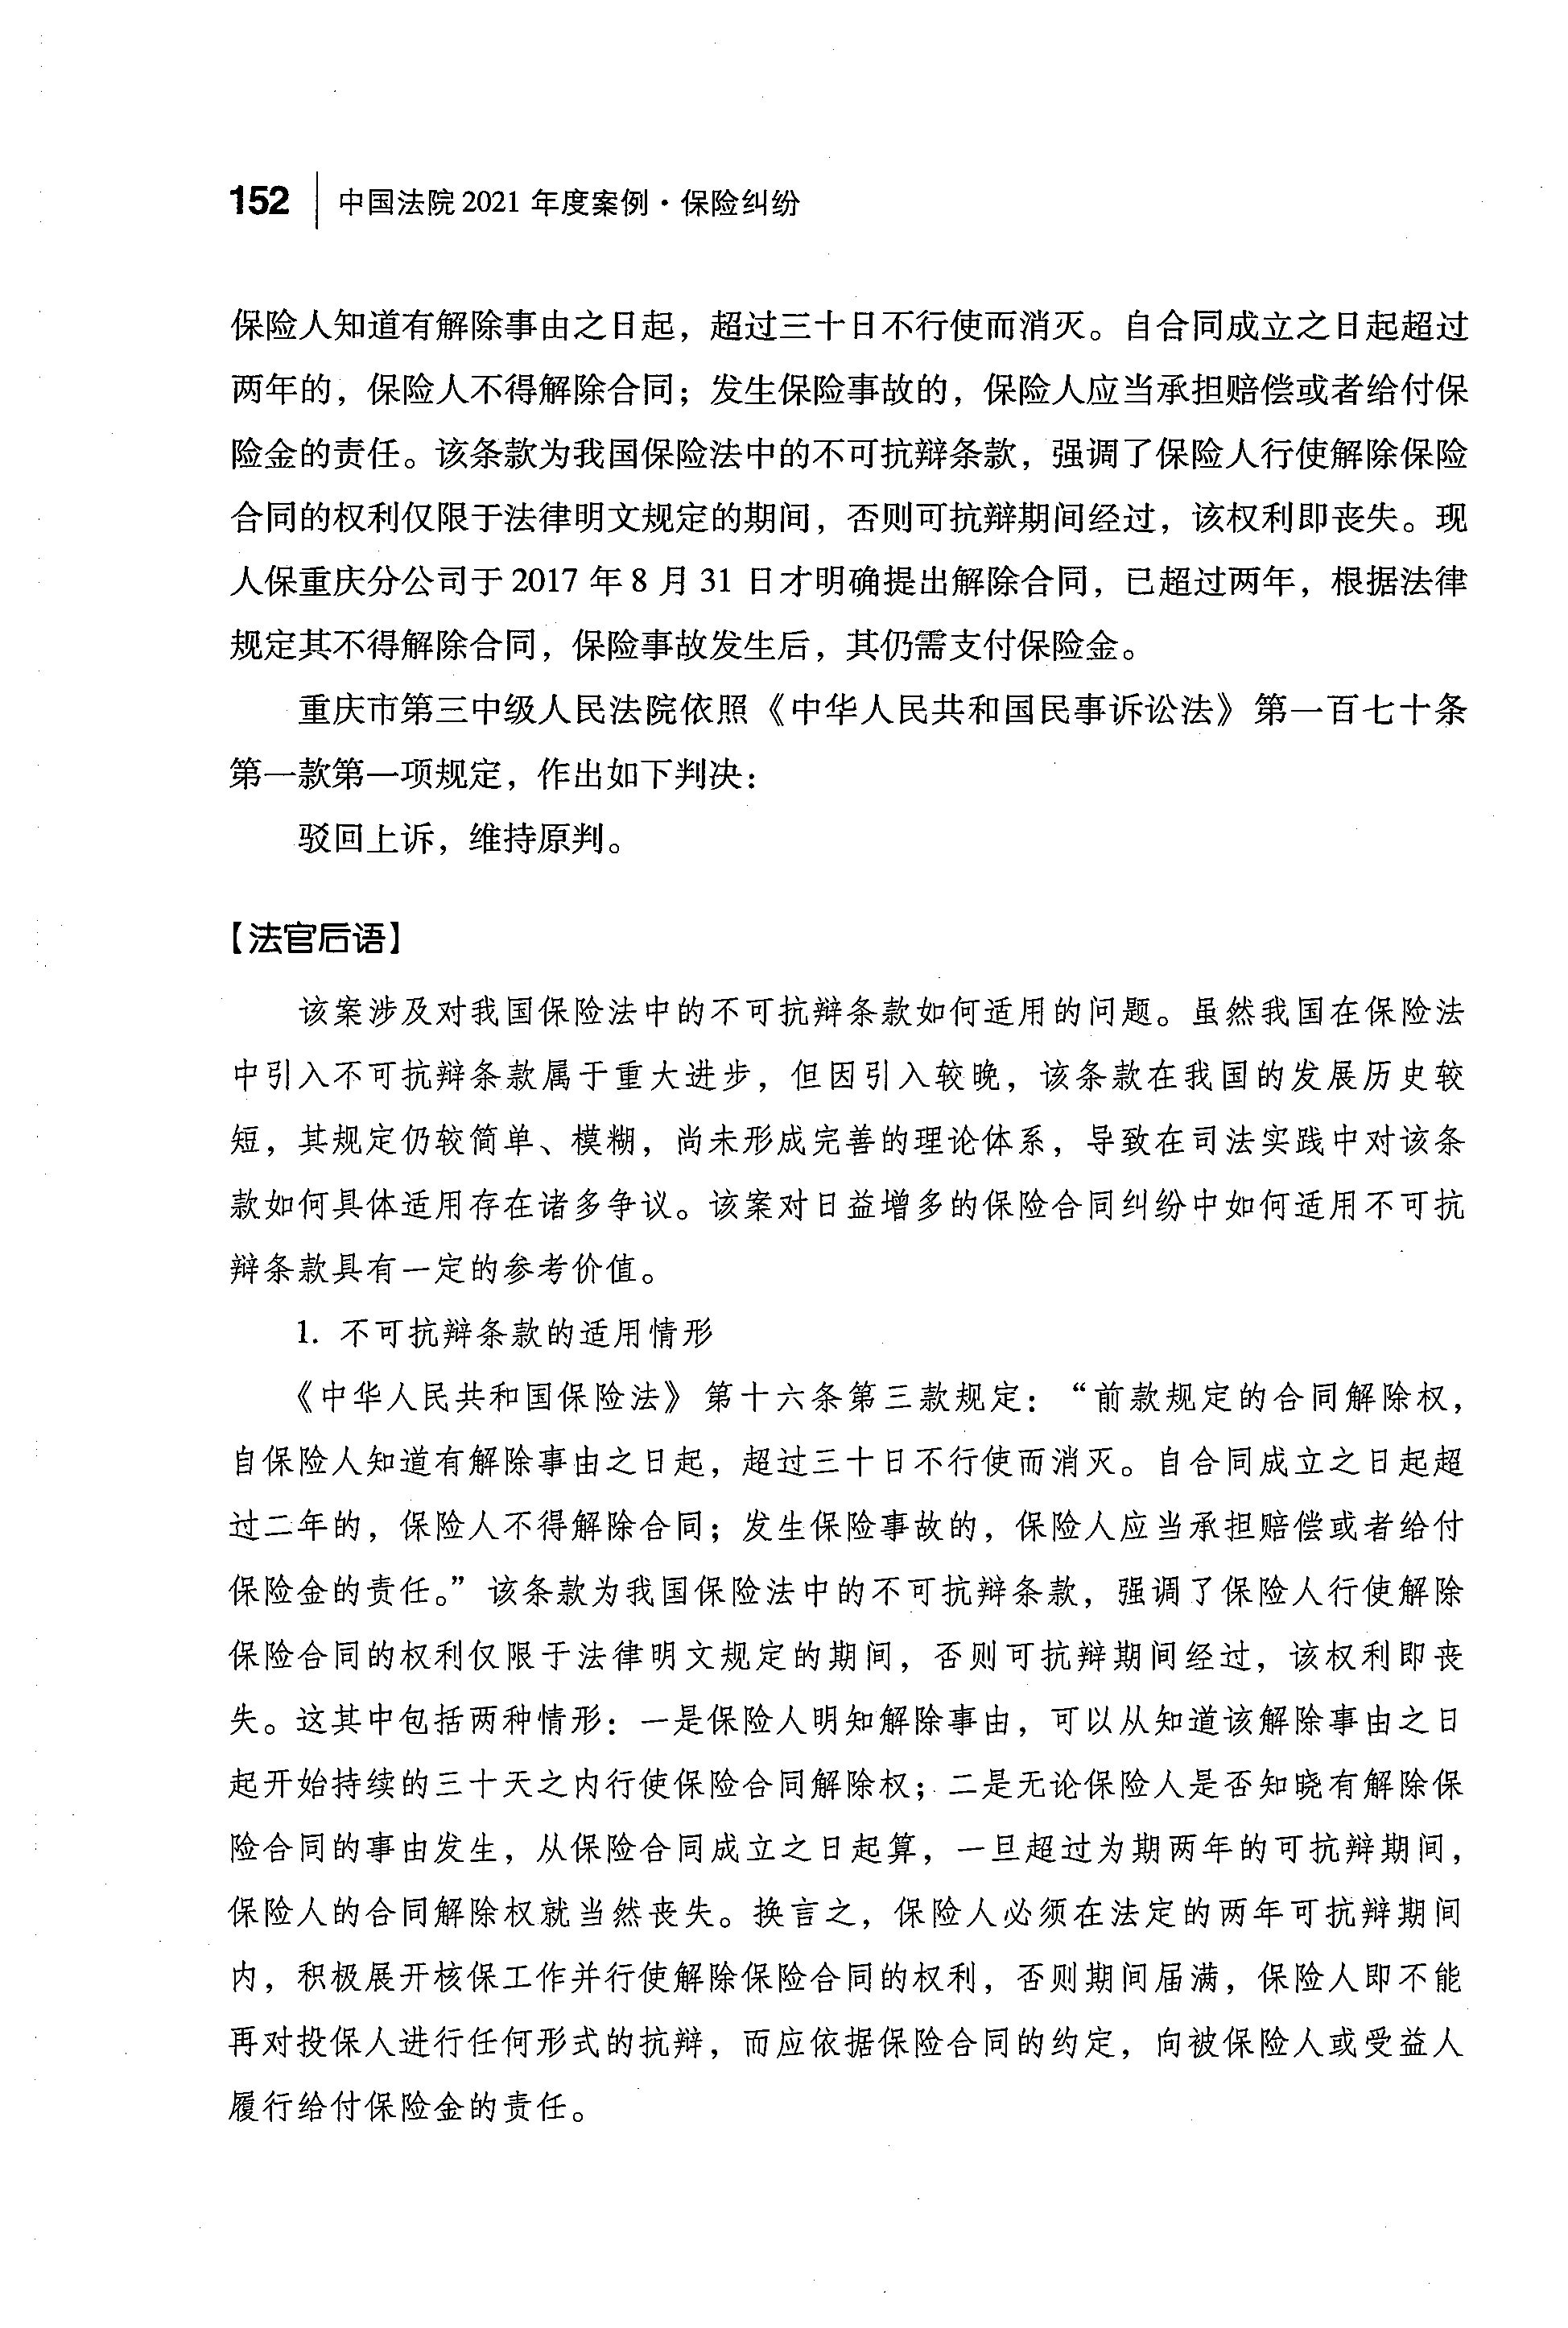 152 中国法院2021年度案例·保险纠纷
保险人知道有解除事由之日起，超过三十日不行使而消灭。自合同成立之日起超过
两年的，保险人不得解除合同；发生保险事故的，保险人应当承担赔偿或者给付保
险金的责任。该条款为我国保险法中的不可抗辩条款，强调了保险人行使解除保险
合同的权利仅限于法律明文规定的期间，否则可抗辩期间经过，该权利即丧失。现
人保重庆分公司于2017年8月31日才明确提出解除合同，已超过两年，根据法律
规定其不得解除合同，保险事故发生后，其仍需支付保险金。
重庆市第三中级人民法院依照《中华人民共和国民事诉讼法》第一百七十条
第一款第一项规定，作出如下判决：
驳回上诉，维持原判。
【法官后语】
该案涉及对我国保险法中的不可抗辩条款如何适用的问题。虽然我国在保险法
中引入不可抗辩条款属于重大进步，但因引入较晚，该条款在我国的发展历史较
短，其规定仍较简单、模糊，尚未形成完善的理论体系，导致在司法实践中对该条
款如何具体适用存在诸多争议。该案对日益增多的保险合同纠纷中如何适用不可抗
辩条款具有一定的参考价值。
1. 不可抗辩条款的适用情形
《中华人民共和国保险法》第十六条第三款规定：“前款规定的合同解除权，
自保险人知道有解除事由之日起，超过三十日不行使而消灭。自合同成立之日起超
过二年的，保险人不得解除合同；发生保险事故的，保险人应当承担赔偿或者给付
保险金的责任。”该条款为我国保险法中的不可抗辩条款，强调了保险人行使解除
保险合同的权利仅限于法律明文规定的期间，否则可抗辩期间经过，该权利即丧
失。这其中包括两种情形：一是保险人明知解除事由，可以从知道该解除事由之日
起开始持续的三十天之内行使保险合同解除权；二是无论保险人是否知晓有解除保
险合同的事由发生，从保险合同成立之日起算，一旦超过为期两年的可抗辩期间，
保险人的合同解除权就当然丧失。换言之，保险人必须在法定的两年可抗辩期间
内，积极展开核保工作并行使解除保险合同的权利，否则期间届满，保险人即不能
再对投保人进行任何形式的抗辩，而应依据保险合同的约定，向被保险人或受益人
履行给付保险金的责任。